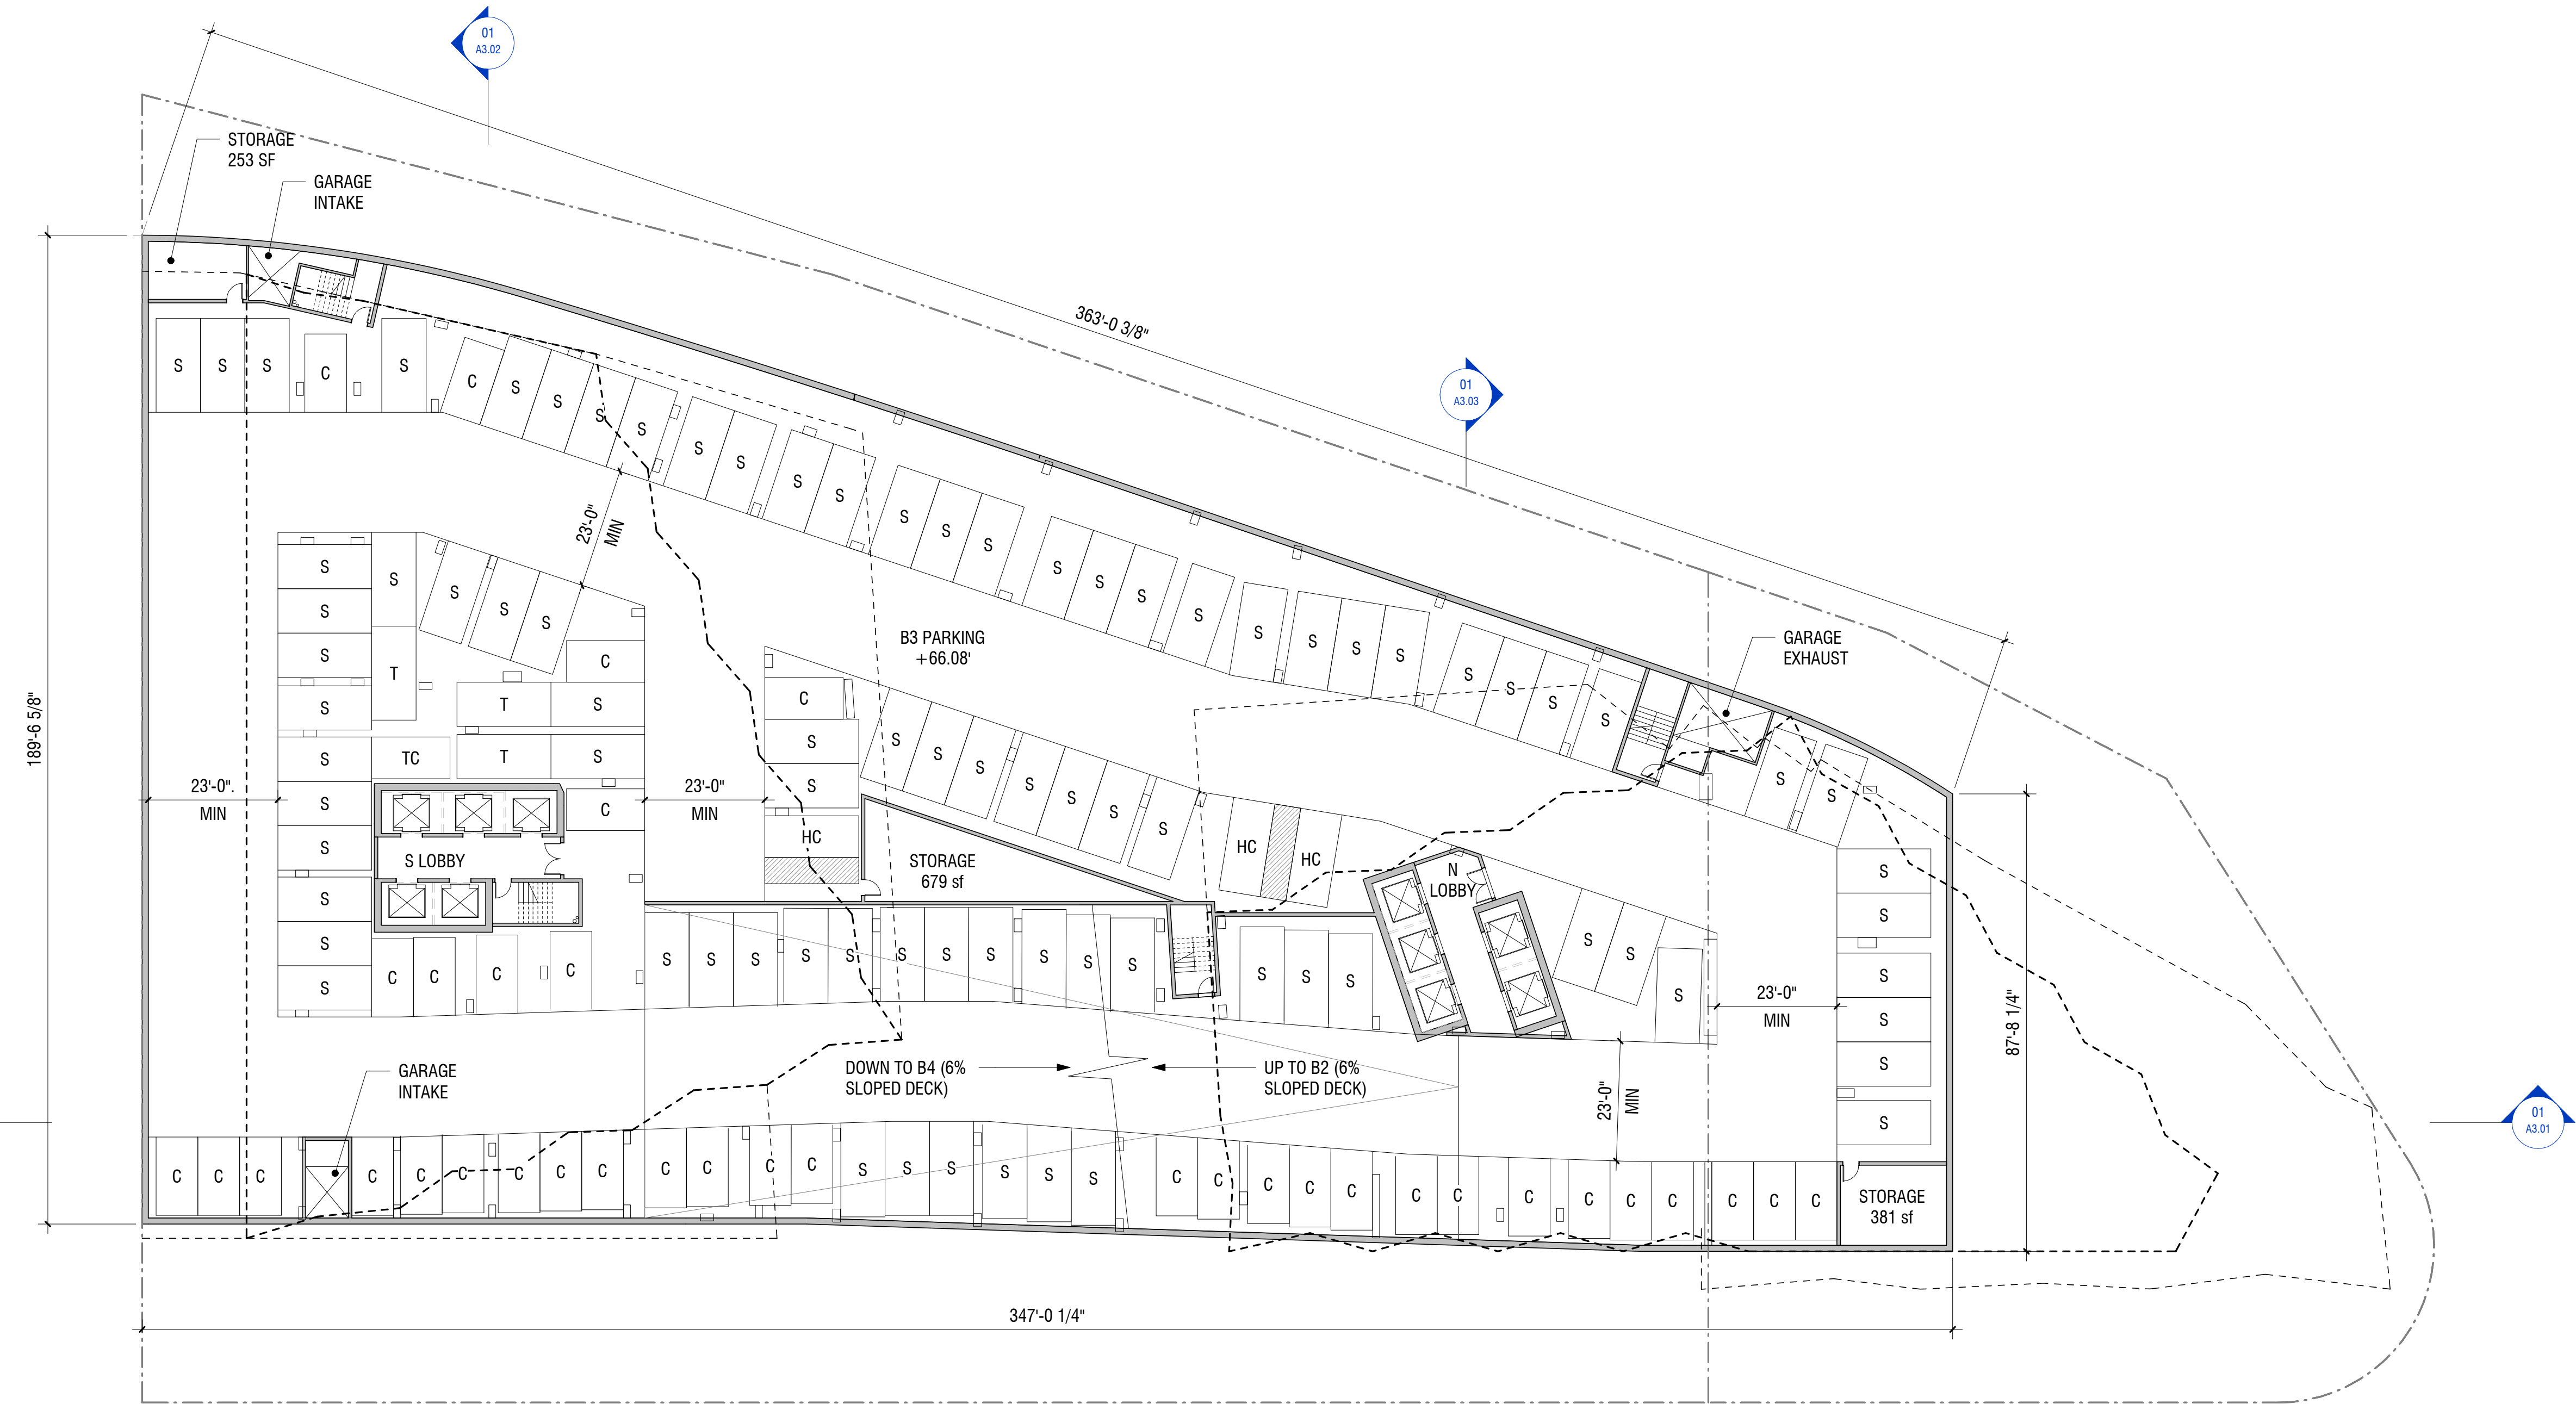 01
A3.02
STORAGE
253 SF
GARAGE
INTAKE
363'-0 3/8"
01
A3.03
S S S C S
C S S S S
S S
S S
S S S
S S S
S
S
S S S
S S S
S
S
S
23'-0"
MIN
S
S
S
S
S
S
S
S
S
S
S
T
S
S S
C
T S
TC T S
C
B3 PARKING
+66.08'
GARAGE
EXHAUST
189'-6 5/8"
23'-0".
MIN
23'-0"
MIN
C
S
S
HC
S S S
S S S
S
HC HC
S LOBBY
STORAGE
679 sf
N
LOBBY
C C C C
S S S S S S S S S S S
S S S
S S
S
S
S
S
S
S
S
23'-0"
MIN
87'-8 1/4"
GARAGE
INTAKE
DOWN TO B4 (6%
SLOPED DECK)
UP TO B2 (6%
SLOPED DECK)
23'-0"
MIN
01
A3.01
C C C C C C C C C C C C C S S S S S S C C C C C C C C C C C C C C
STORAGE
381 sf
347'-0 1/4"